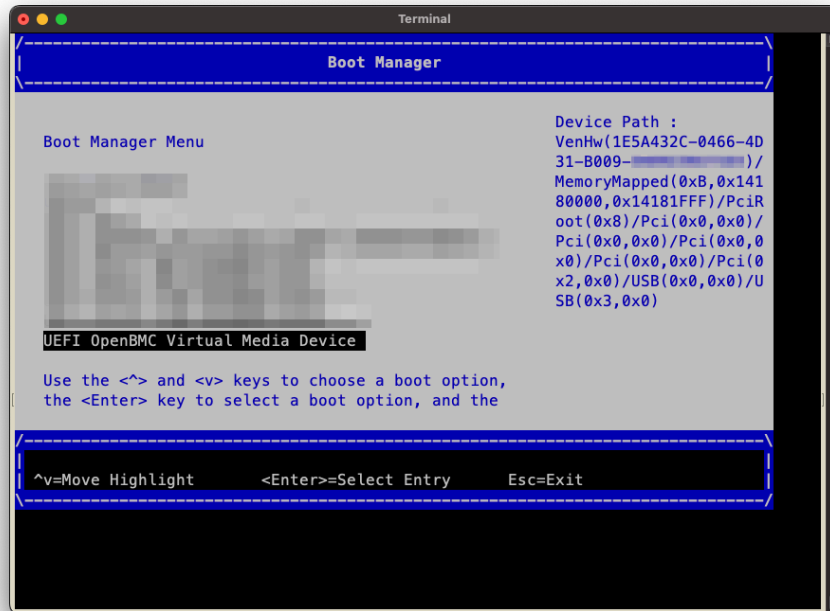 Terminal
/------------------------------------------------------------------------------\
| Boot Manager |
\------------------------------------------------------------------------------/
Boot Manager Menu
UEFI OpenBMC Virtual Media Device
Use the <^> and <v> keys to choose a boot option,
the <Enter> key to select a boot option, and the
Device Path :
VenHw(1E5A432C-0466-4D
31-B009- )/
MemoryMapped(0xB,0x141
80000,0x14181FFF)/PciR
oot(0x8)/Pci(0x0,0x0)/
Pci(0x0,0x0)/Pci(0x0,0
x0)/Pci(0x0,0x0)/Pci(0
x2,0x0)/USB(0x0,0x0)/U
SB(0x3,0x0)
/------------------------------------------------------------------------------\
| |
| ^v=Move Highlight <Enter>=Select Entry Esc=Exit |
\------------------------------------------------------------------------------/